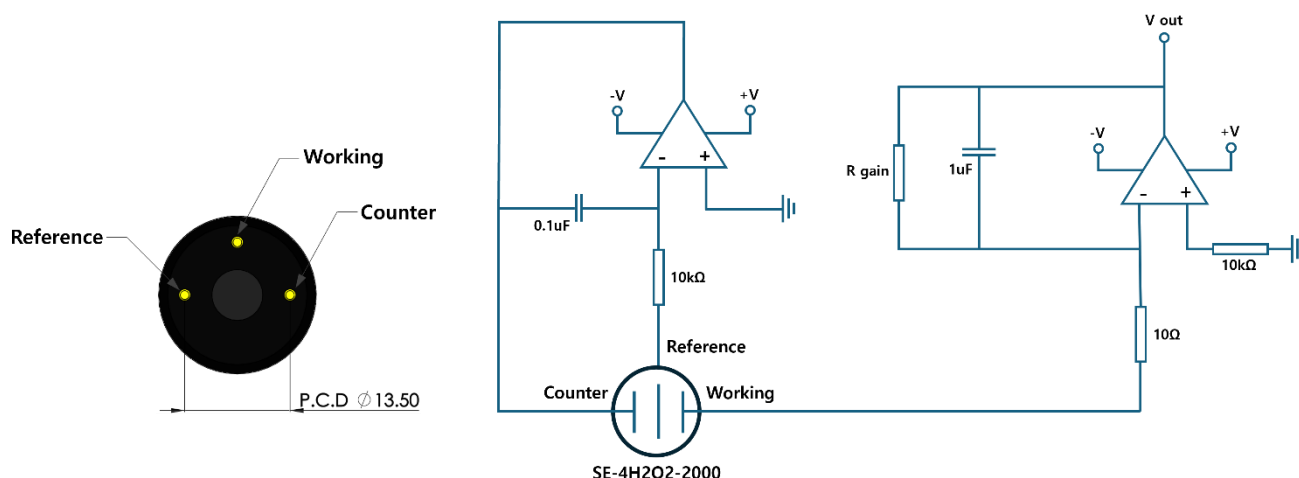 Working
Counter
Reference
P.C.D ∅13.50
-V
+V
-
+
0.1uF
10kΩ
Reference
Counter
Working
SE-4H2O2-2000
V out
-V
+V
R gain
1uF
-
+
10kΩ
10Ω